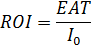 ROI = EAT / I₀